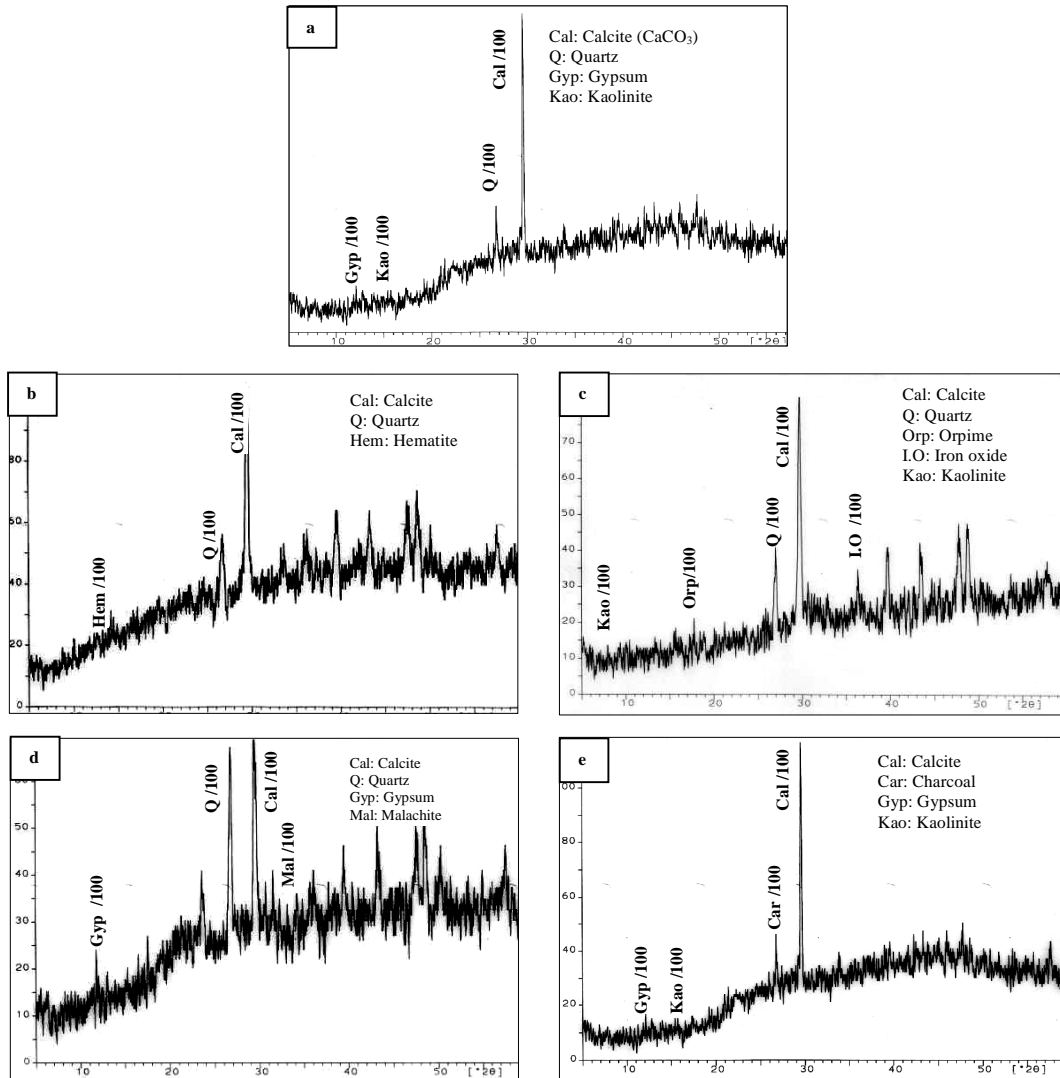 a
Cal: Calcite (CaCO₃)
Q: Quartz
Gyp: Gypsum
Kao: Kaolinite
Cal /100
Q /100
Gyp /100
Kao /100
10 20 30 40 50 [°2θ]
b
Cal: Calcite
Q: Quartz
Hem: Hematite
Cal /100
Q /100
Hem /100
80
60
40
20
0
c
Cal: Calcite
Q: Quartz
Orp: Orpime
I.O: Iron oxide
Kao: Kaolinite
Cal /100
Q /100
I.O /100
Orp/100
Kao /100
70
60
50
40
30
20
10
0
10 20 30 40 50 [°2θ]
d
Cal: Calcite
Q: Quartz
Gyp: Gypsum
Mal: Malachite
Q /100
Cal /100
Mal /100
Gyp /100
50
40
30
20
10
0
10 20 30 40 50 [°2θ]
e
Cal: Calcite
Car: Charcoal
Gyp: Gypsum
Kao: Kaolinite
Cal /100
Car /100
Gyp /100
Kao /100
80
60
40
20
10 20 30 40 50 [°2θ]